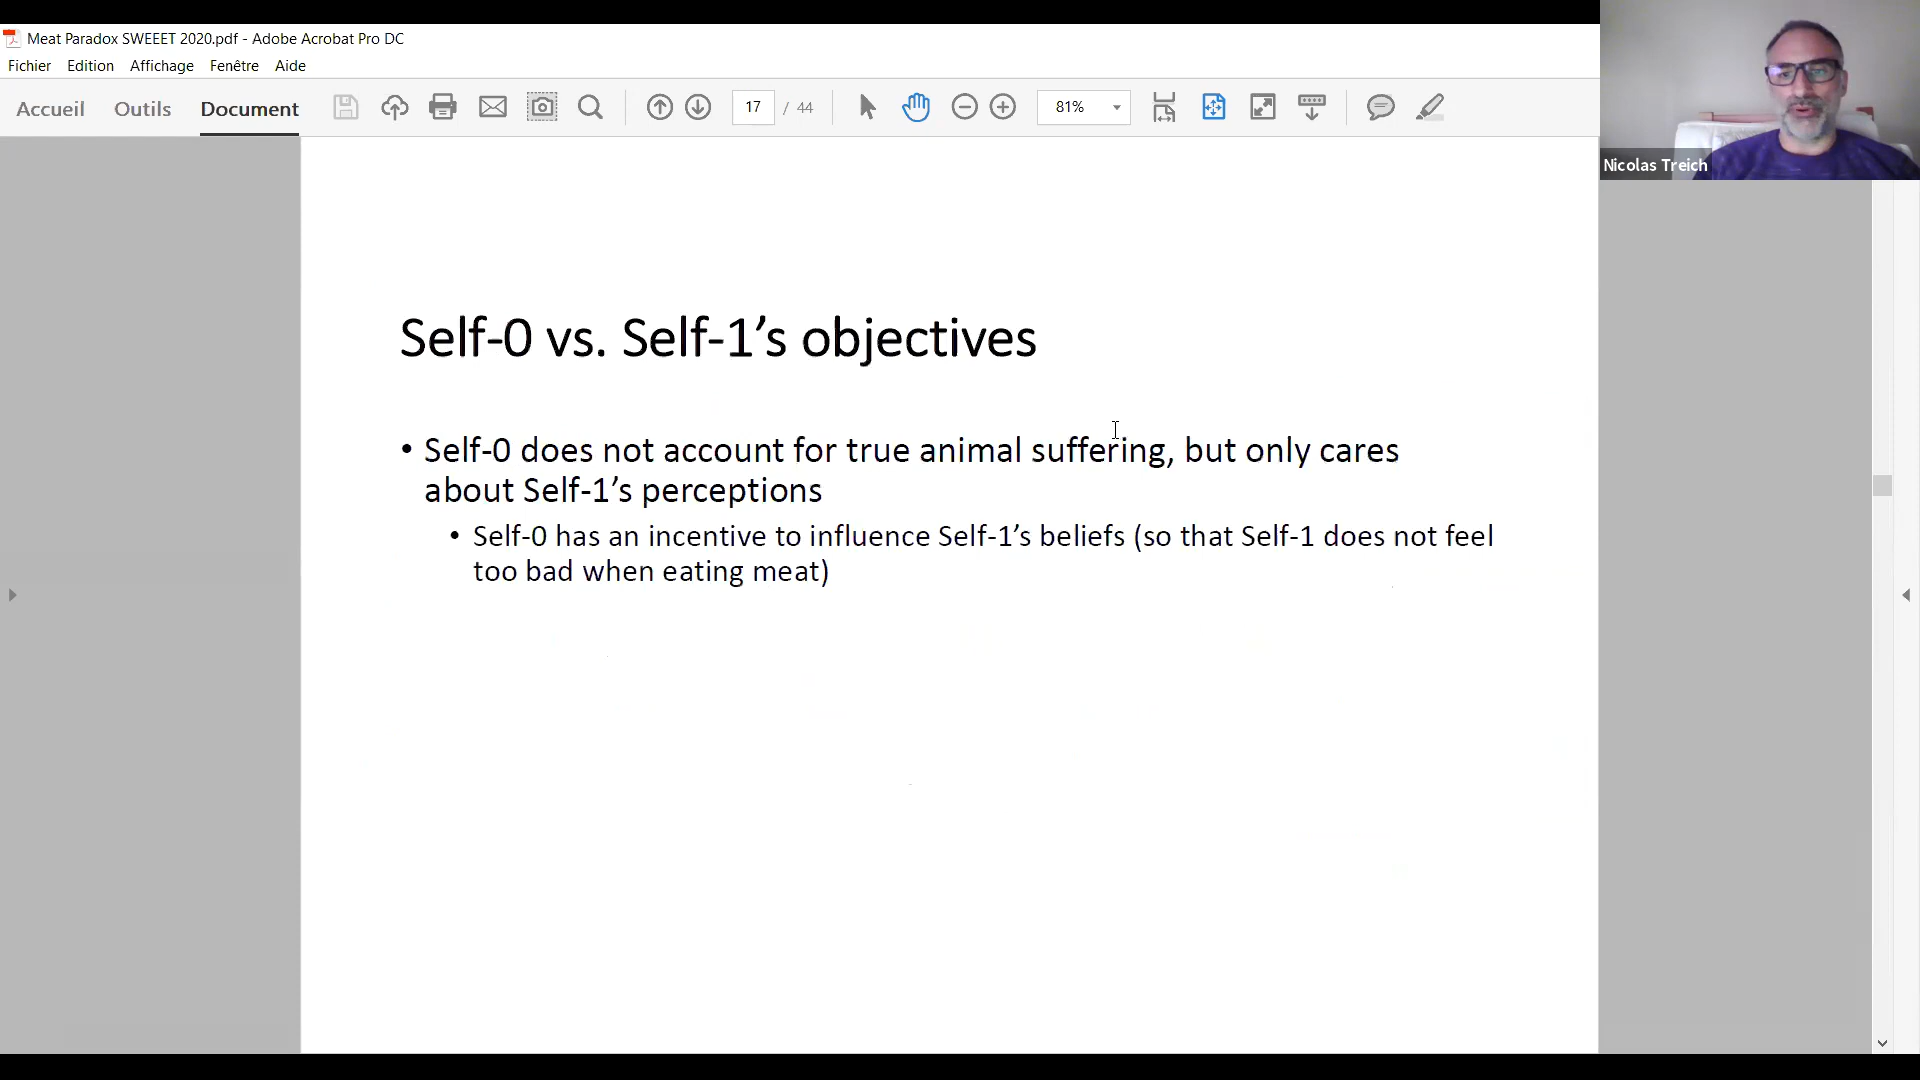 Meat Paradox SWEEET 2020.pdf - Adobe Acrobat Pro DC
Fichier Edition Affichage Fenêtre Aide
Accueil Outils Document 17 / 44 81%
Nicolas Treich
Self-0 vs. Self-1’s objectives
• Self-0 does not account for true animal suffering, but only cares
about Self-1’s perceptions
• Self-0 has an incentive to influence Self-1’s beliefs (so that Self-1 does not feel
too bad when eating meat)